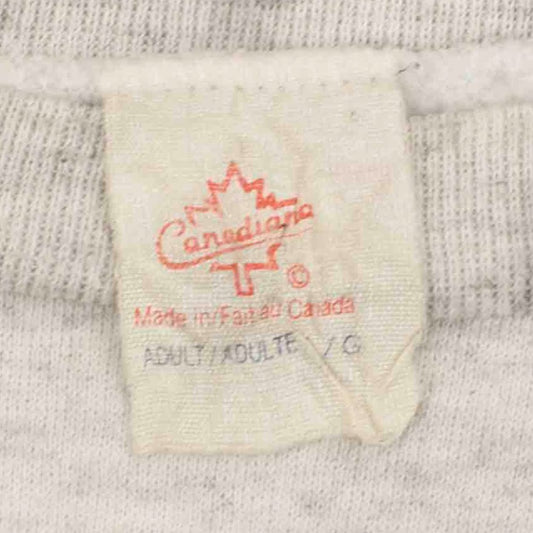 Canadiana
©
Made in/Fait au Canada
ADULT/ADULTE /G